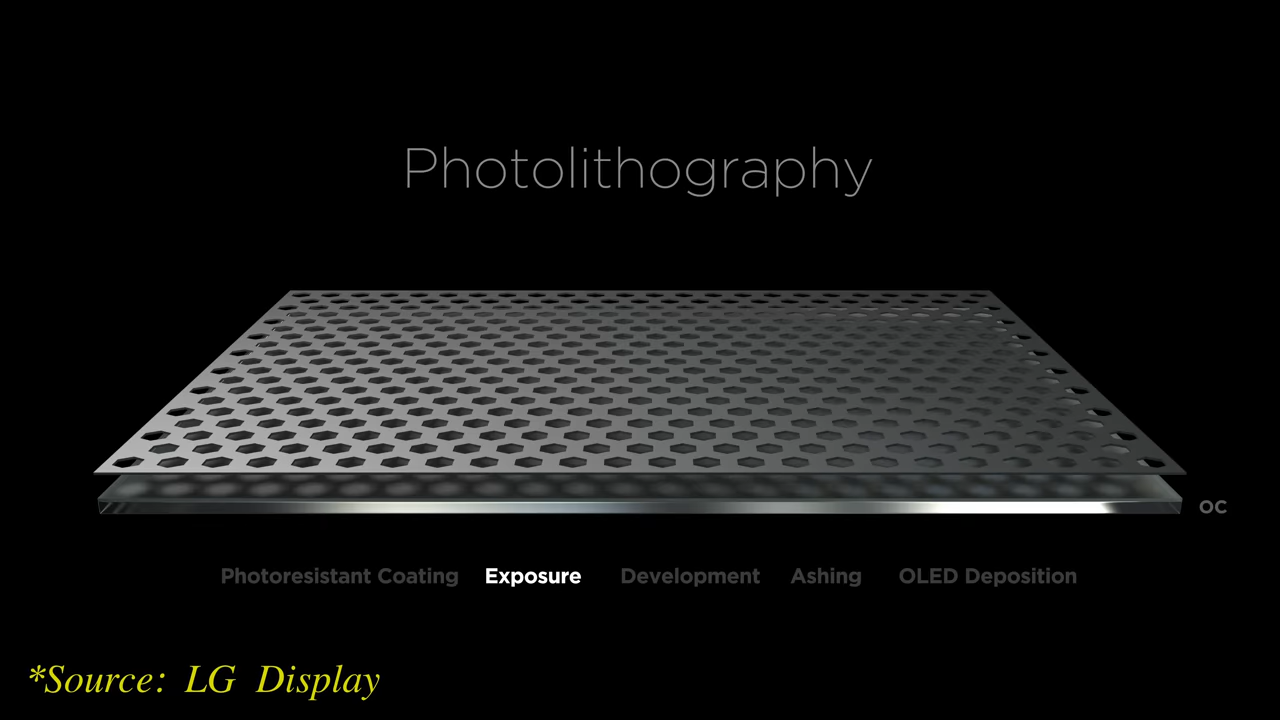 Photolithography
OC
Photoresistant Coating Exposure Development Ashing OLED Deposition
*Source: LG Display